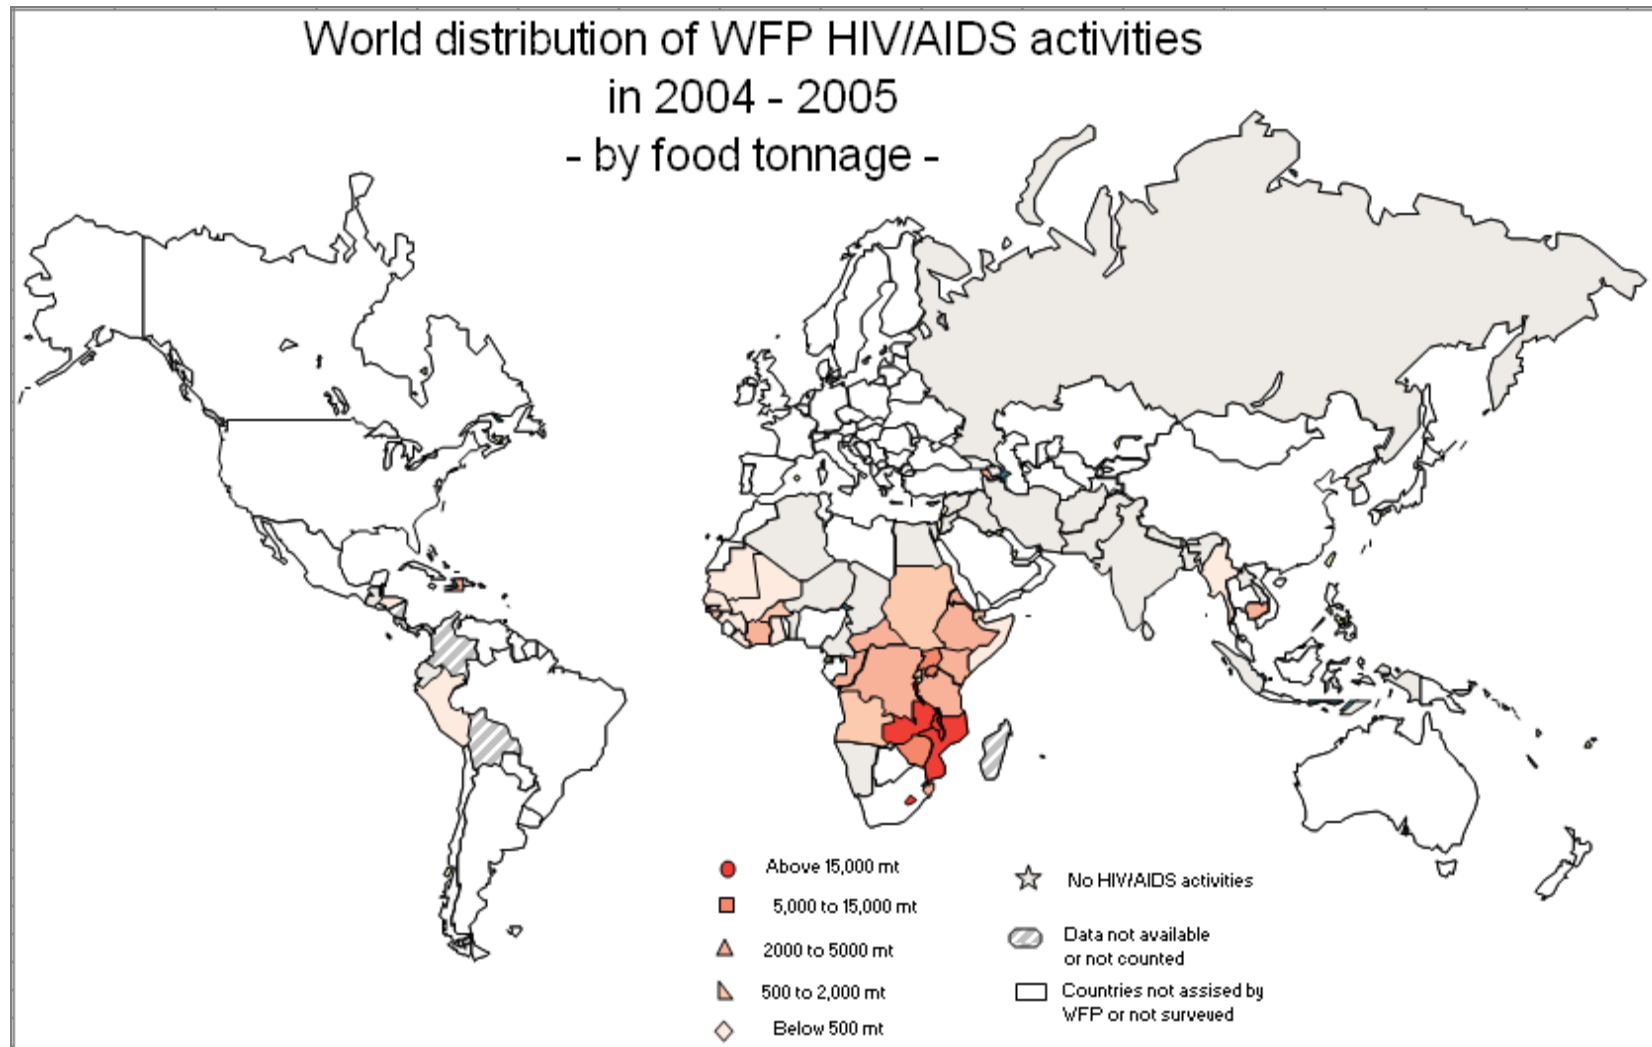 World distribution of WFP HIV/AIDS activities
in 2004 - 2005
- by food tonnage -
Above 15,000 mt
5,000 to 15,000 mt
2000 to 5000 mt
500 to 2,000 mt
Below 500 mt
No HIV/AIDS activities
Data not available
or not counted
Countries not assised by
WFP or not surveued